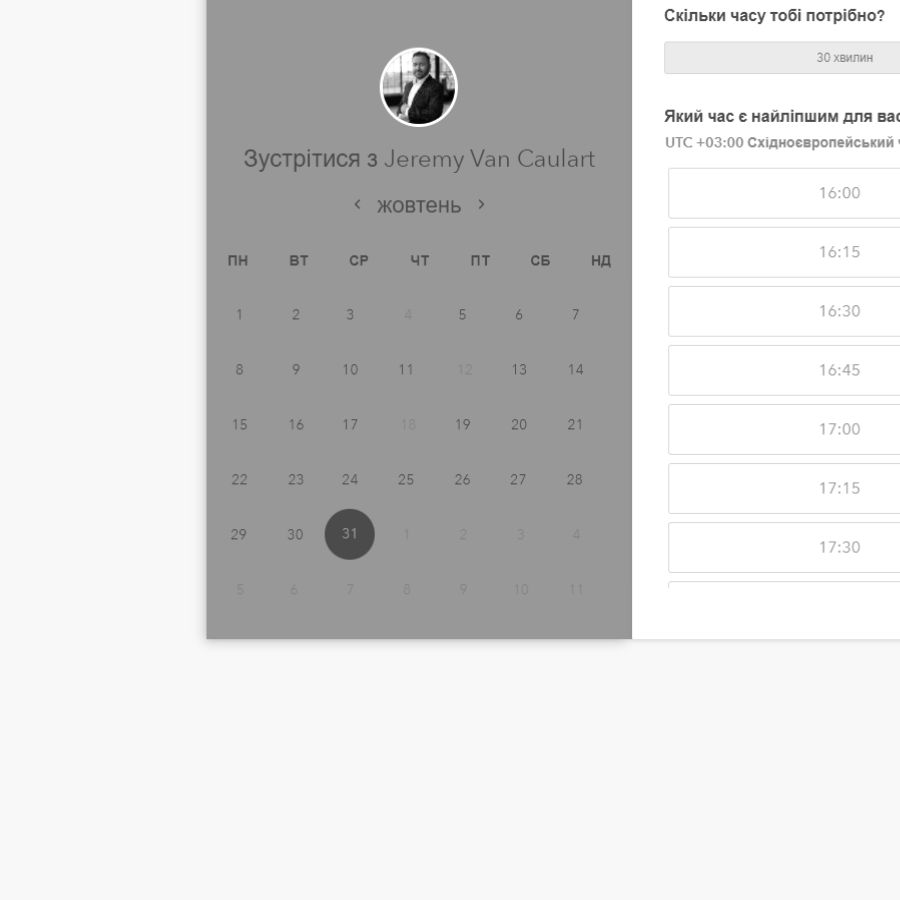 Зустрітися з Jeremy Van Caulart
жовтень
ПН ВТ СР ЧТ ПТ СБ НД
1 2 3 4 5 6 7
8 9 10 11 12 13 14
15 16 17 18 19 20 21
22 23 24 25 26 27 28
29 30 31 1 2 3 4
5 6 7 8 9 10 11
Скільки часу тобі потрібно?
30 хвилин
Який час є найліпшим для вас
UTC +03:00 Східноєвропейський
16:00
16:15
16:30
16:45
17:00
17:15
17:30